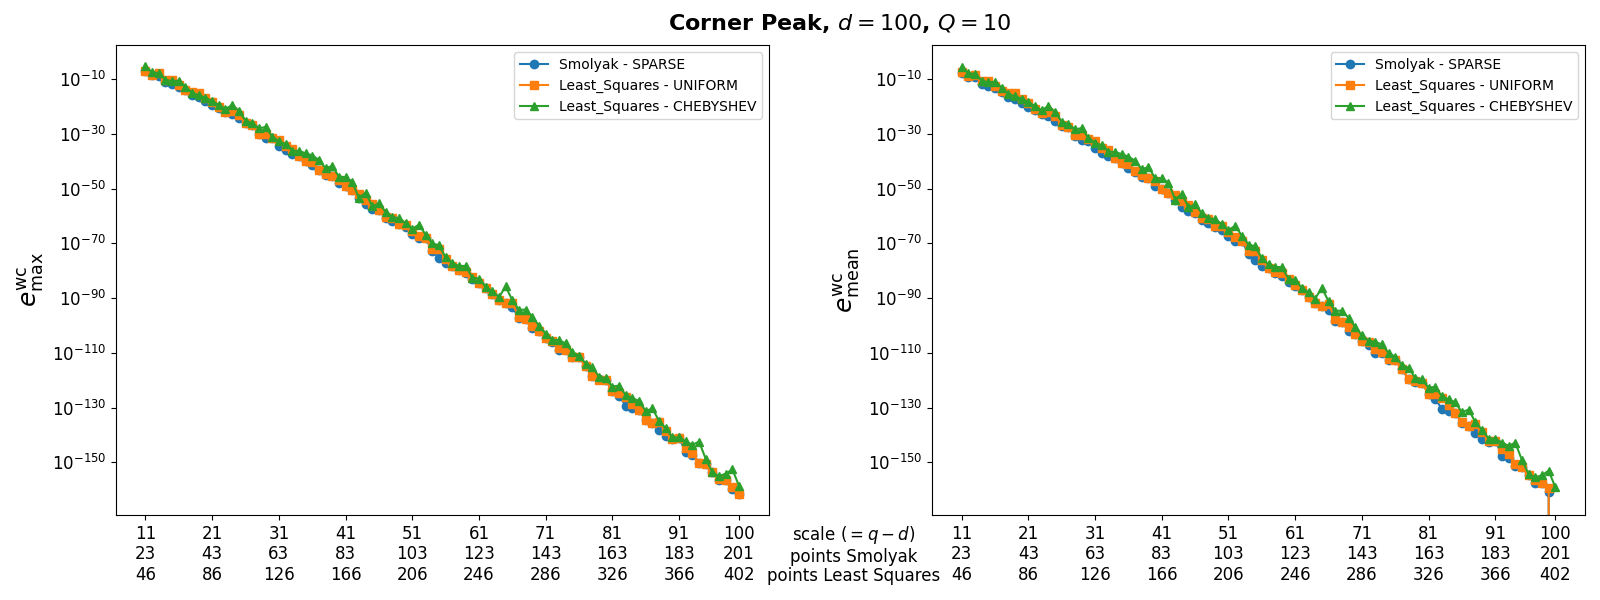 Corner Peak, d = 100, Q = 10
e^wc_max
10^−10
10^−30
10^−50
10^−70
10^−90
10^−110
10^−130
10^−150
Smolyak - SPARSE
Least_Squares - UNIFORM
Least_Squares - CHEBYSHEV
11 21 31 41 51 61 71 81 91 100
23 43 63 83 103 123 143 163 183 201
46 86 126 166 206 246 286 326 366 402
scale (= q − d)
points Smolyak
points Least Squares
e^wc_mean
10^−10
10^−30
10^−50
10^−70
10^−90
10^−110
10^−130
10^−150
Smolyak - SPARSE
Least_Squares - UNIFORM
Least_Squares - CHEBYSHEV
11 21 31 41 51 61 71 81 91 100
23 43 63 83 103 123 143 163 183 201
46 86 126 166 206 246 286 326 366 402